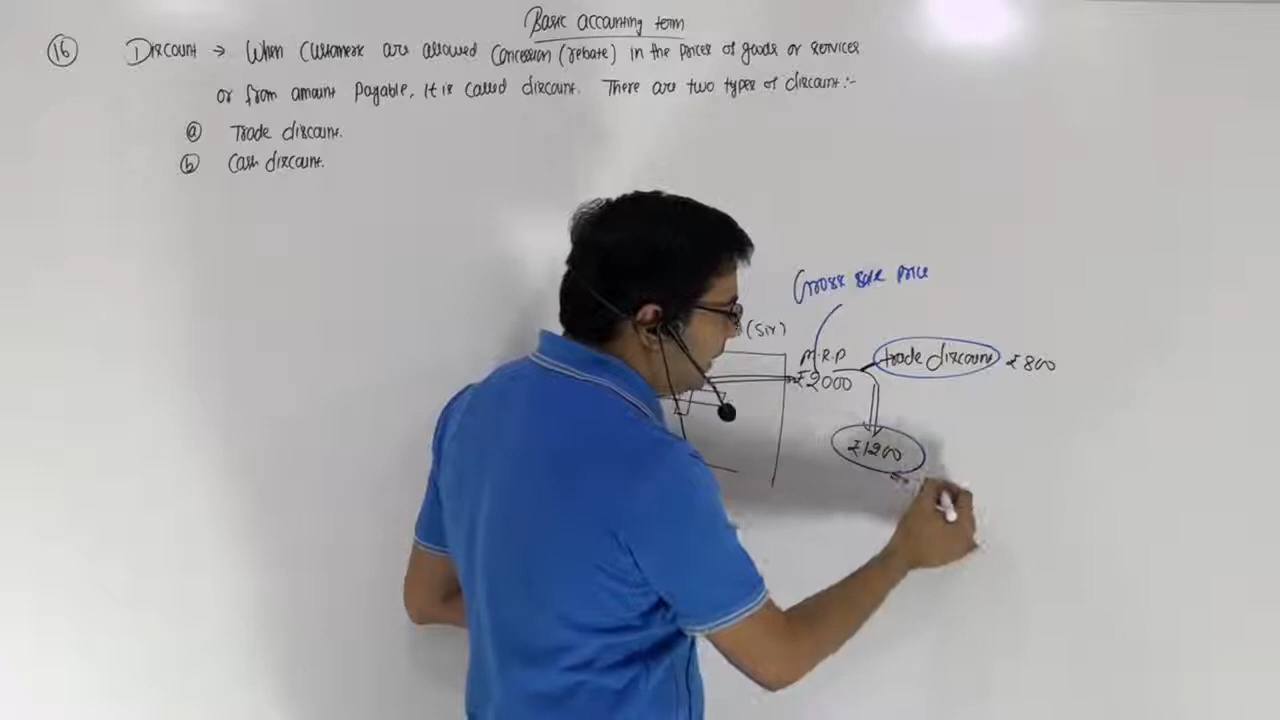 Basic accounting term
16 Discount → When customers are allowed concession (rebate) in the prices of goods or services
or from amount payable, it is called discount. There are two types of discount:-
a Trade discount.
b Cash discount.
Gross sale price
(Sir)
M.R.P trade discount ₹800
₹2000
₹1200